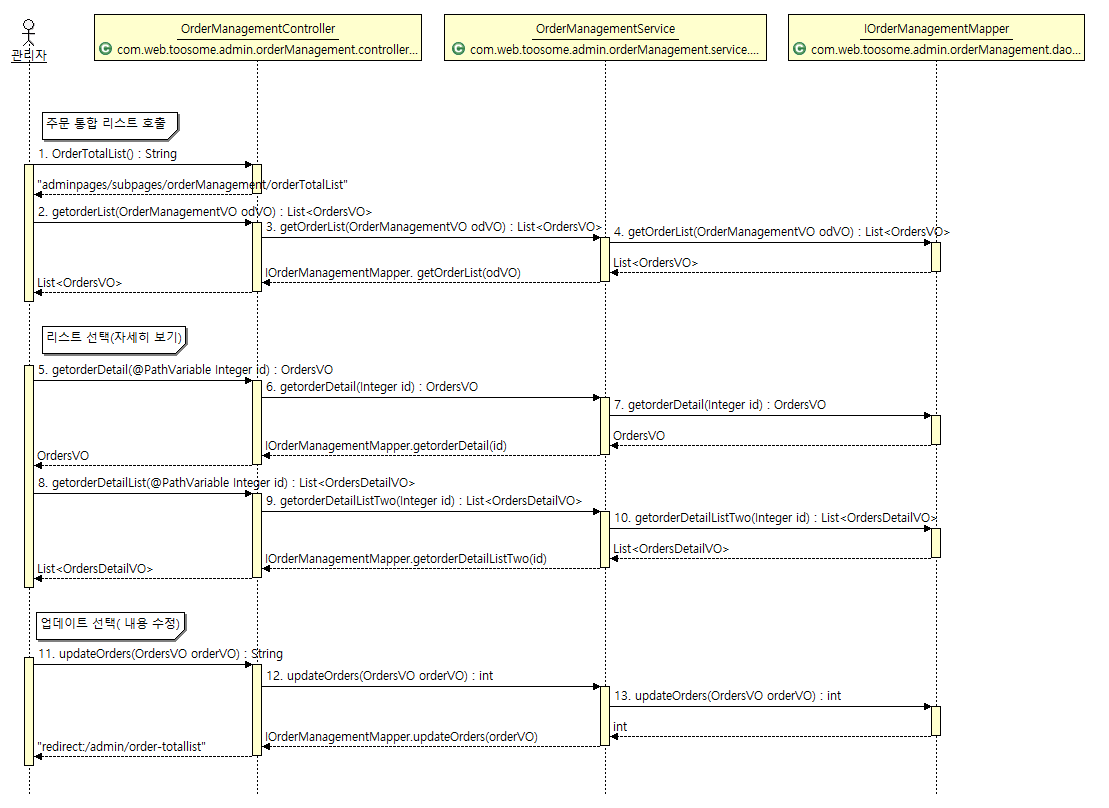 관리자
OrderManagementController
com.web.toosome.admin.orderManagement.controller...
OrderManagementService
com.web.toosome.admin.orderManagement.service....
IOrderManagementMapper
com.web.toosome.admin.orderManagement.dao...
주문 통합 리스트 호출
1. OrderTotalList() : String
"adminpages/subpages/orderManagement/orderTotalList"
2. getorderList(OrderManagementVO odVO) : List<OrdersVO>
3. getOrderList(OrderManagementVO odVO) : List<OrdersVO>
4. getOrderList(OrderManagementVO odVO) : List<OrdersVO>
List<OrdersVO>
IOrderManagementMapper. getOrderList(odVO)
List<OrdersVO>
리스트 선택(자세히 보기)
5. getorderDetail(@PathVariable Integer id) : OrdersVO
6. getorderDetail(Integer id) : OrdersVO
7. getorderDetail(Integer id) : OrdersVO
OrdersVO
IOrderManagementMapper.getorderDetail(id)
OrdersVO
8. getorderDetailList(@PathVariable Integer id) : List<OrdersDetailVO>
9. getorderDetailListTwo(Integer id) : List<OrdersDetailVO>
10. getorderDetailListTwo(Integer id) : List<OrdersDetailVO>
List<OrdersDetailVO>
IOrderManagementMapper.getorderDetailListTwo(id)
List<OrdersDetailVO>
업데이트 선택( 내용 수정)
11. updateOrders(OrdersVO orderVO) : String
12. updateOrders(OrdersVO orderVO) : int
13. updateOrders(OrdersVO orderVO) : int
int
IOrderManagementMapper.updateOrders(orderVO)
"redirect:/admin/order-totallist"